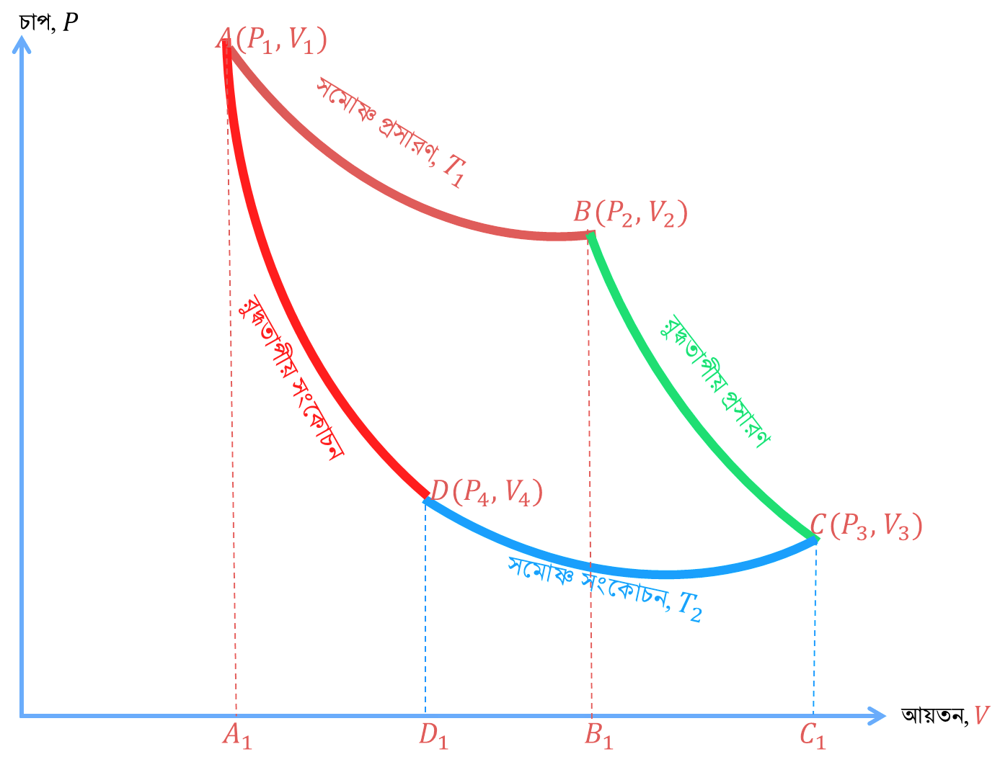 চাপ, P
A(P₁, V₁)
সমোষ্ণ প্রসারণ, T₁
B(P₂, V₂)
রুদ্ধতাপীয় সংকোচন
রুদ্ধতাপীয় প্রসারণ
D(P₄, V₄)
C(P₃, V₃)
সমোষ্ণ সংকোচন, T₂
আয়তন, V
A₁
D₁
B₁
C₁